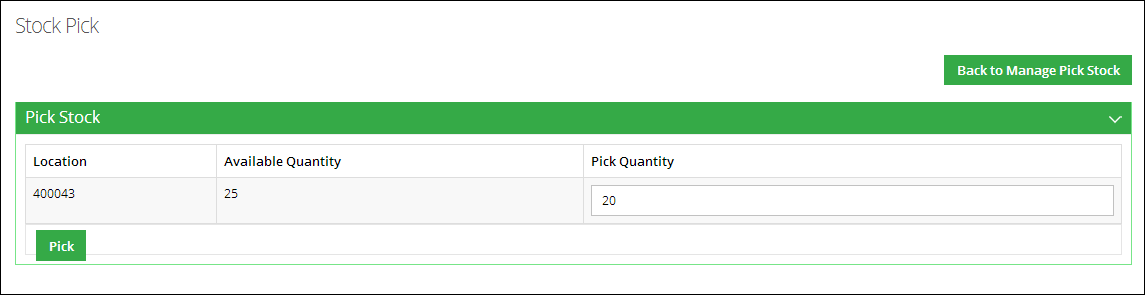 Stock Pick
Back to Manage Pick Stock
Pick Stock
Location Available Quantity Pick Quantity
400043 25 20
Pick